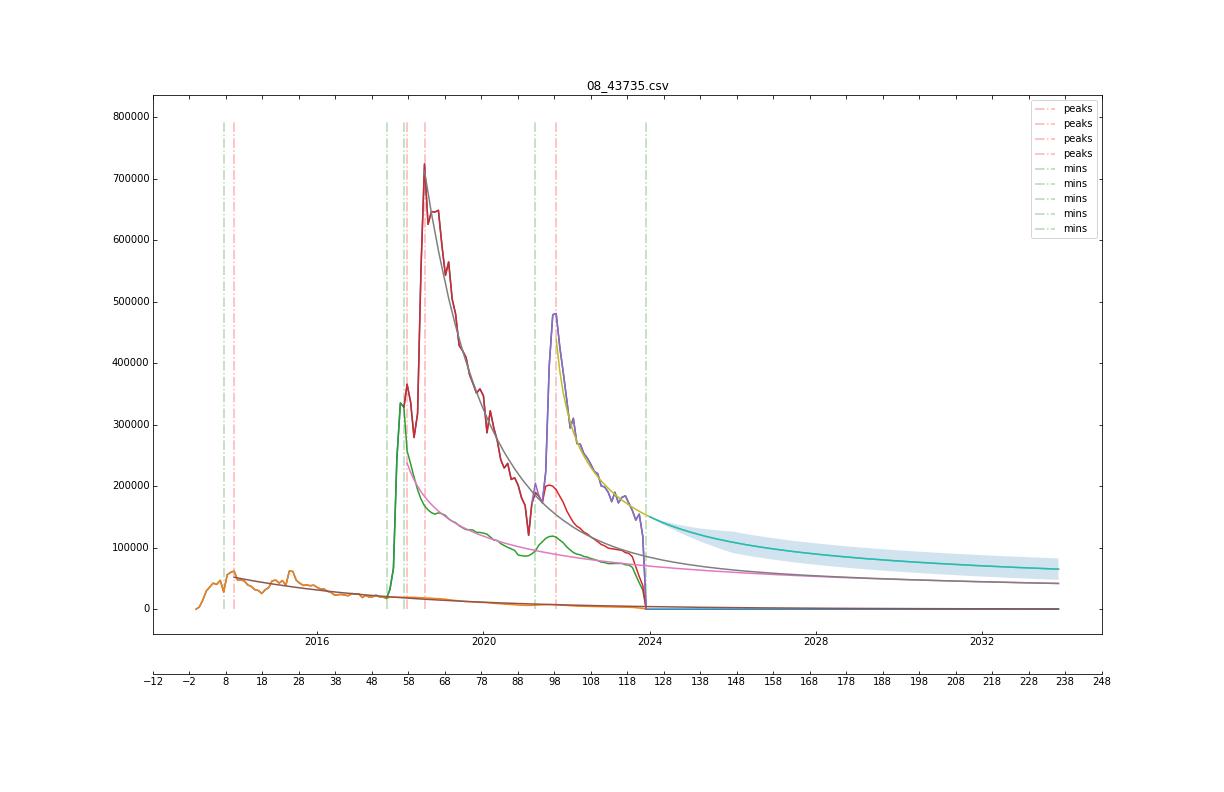 08_43735.csv
800000
700000
600000
500000
400000
300000
200000
100000
0
peaks
peaks
peaks
peaks
mins
mins
mins
mins
mins
2016 2020 2024 2028 2032
−12 −2 8 18 28 38 48 58 68 78 88 98 108 118 128 138 148 158 168 178 188 198 208 218 228 238 248